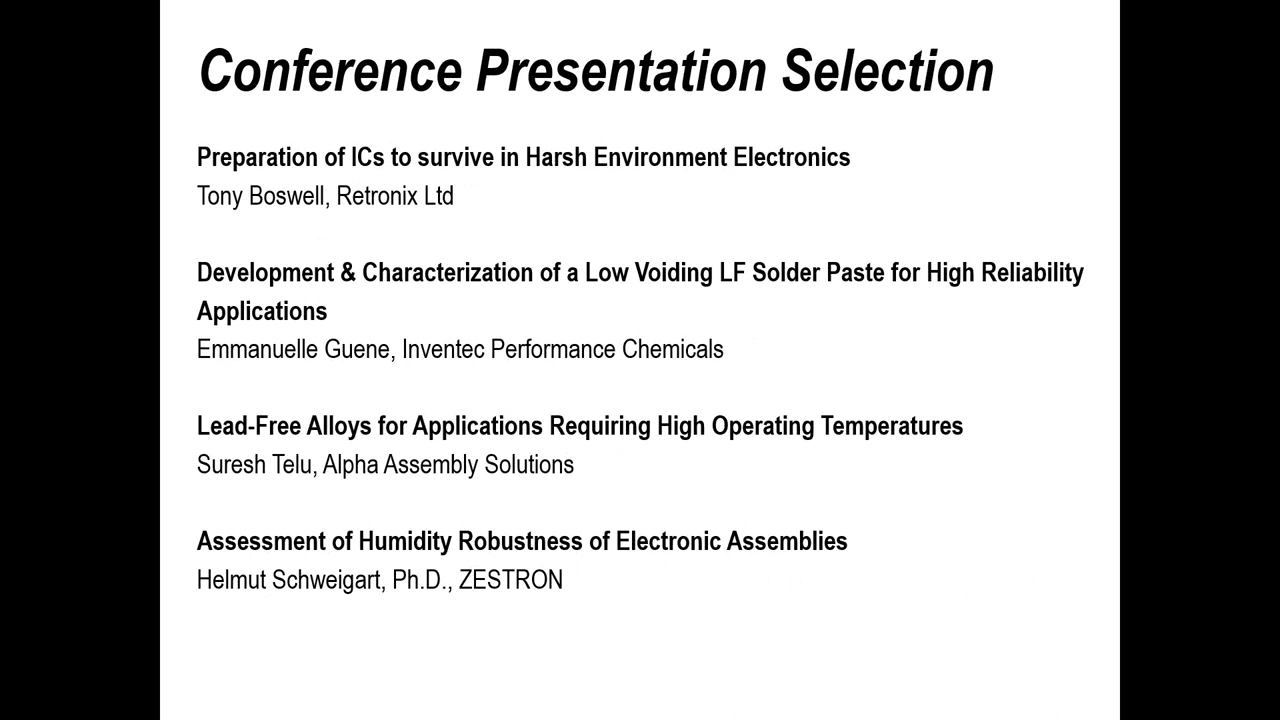 Conference Presentation Selection
Preparation of ICs to survive in Harsh Environment Electronics
Tony Boswell, Retronix Ltd
Development & Characterization of a Low Voiding LF Solder Paste for High Reliability
Applications
Emmanuelle Guene, Inventec Performance Chemicals
Lead-Free Alloys for Applications Requiring High Operating Temperatures
Suresh Telu, Alpha Assembly Solutions
Assessment of Humidity Robustness of Electronic Assemblies
Helmut Schweigart, Ph.D., ZESTRON